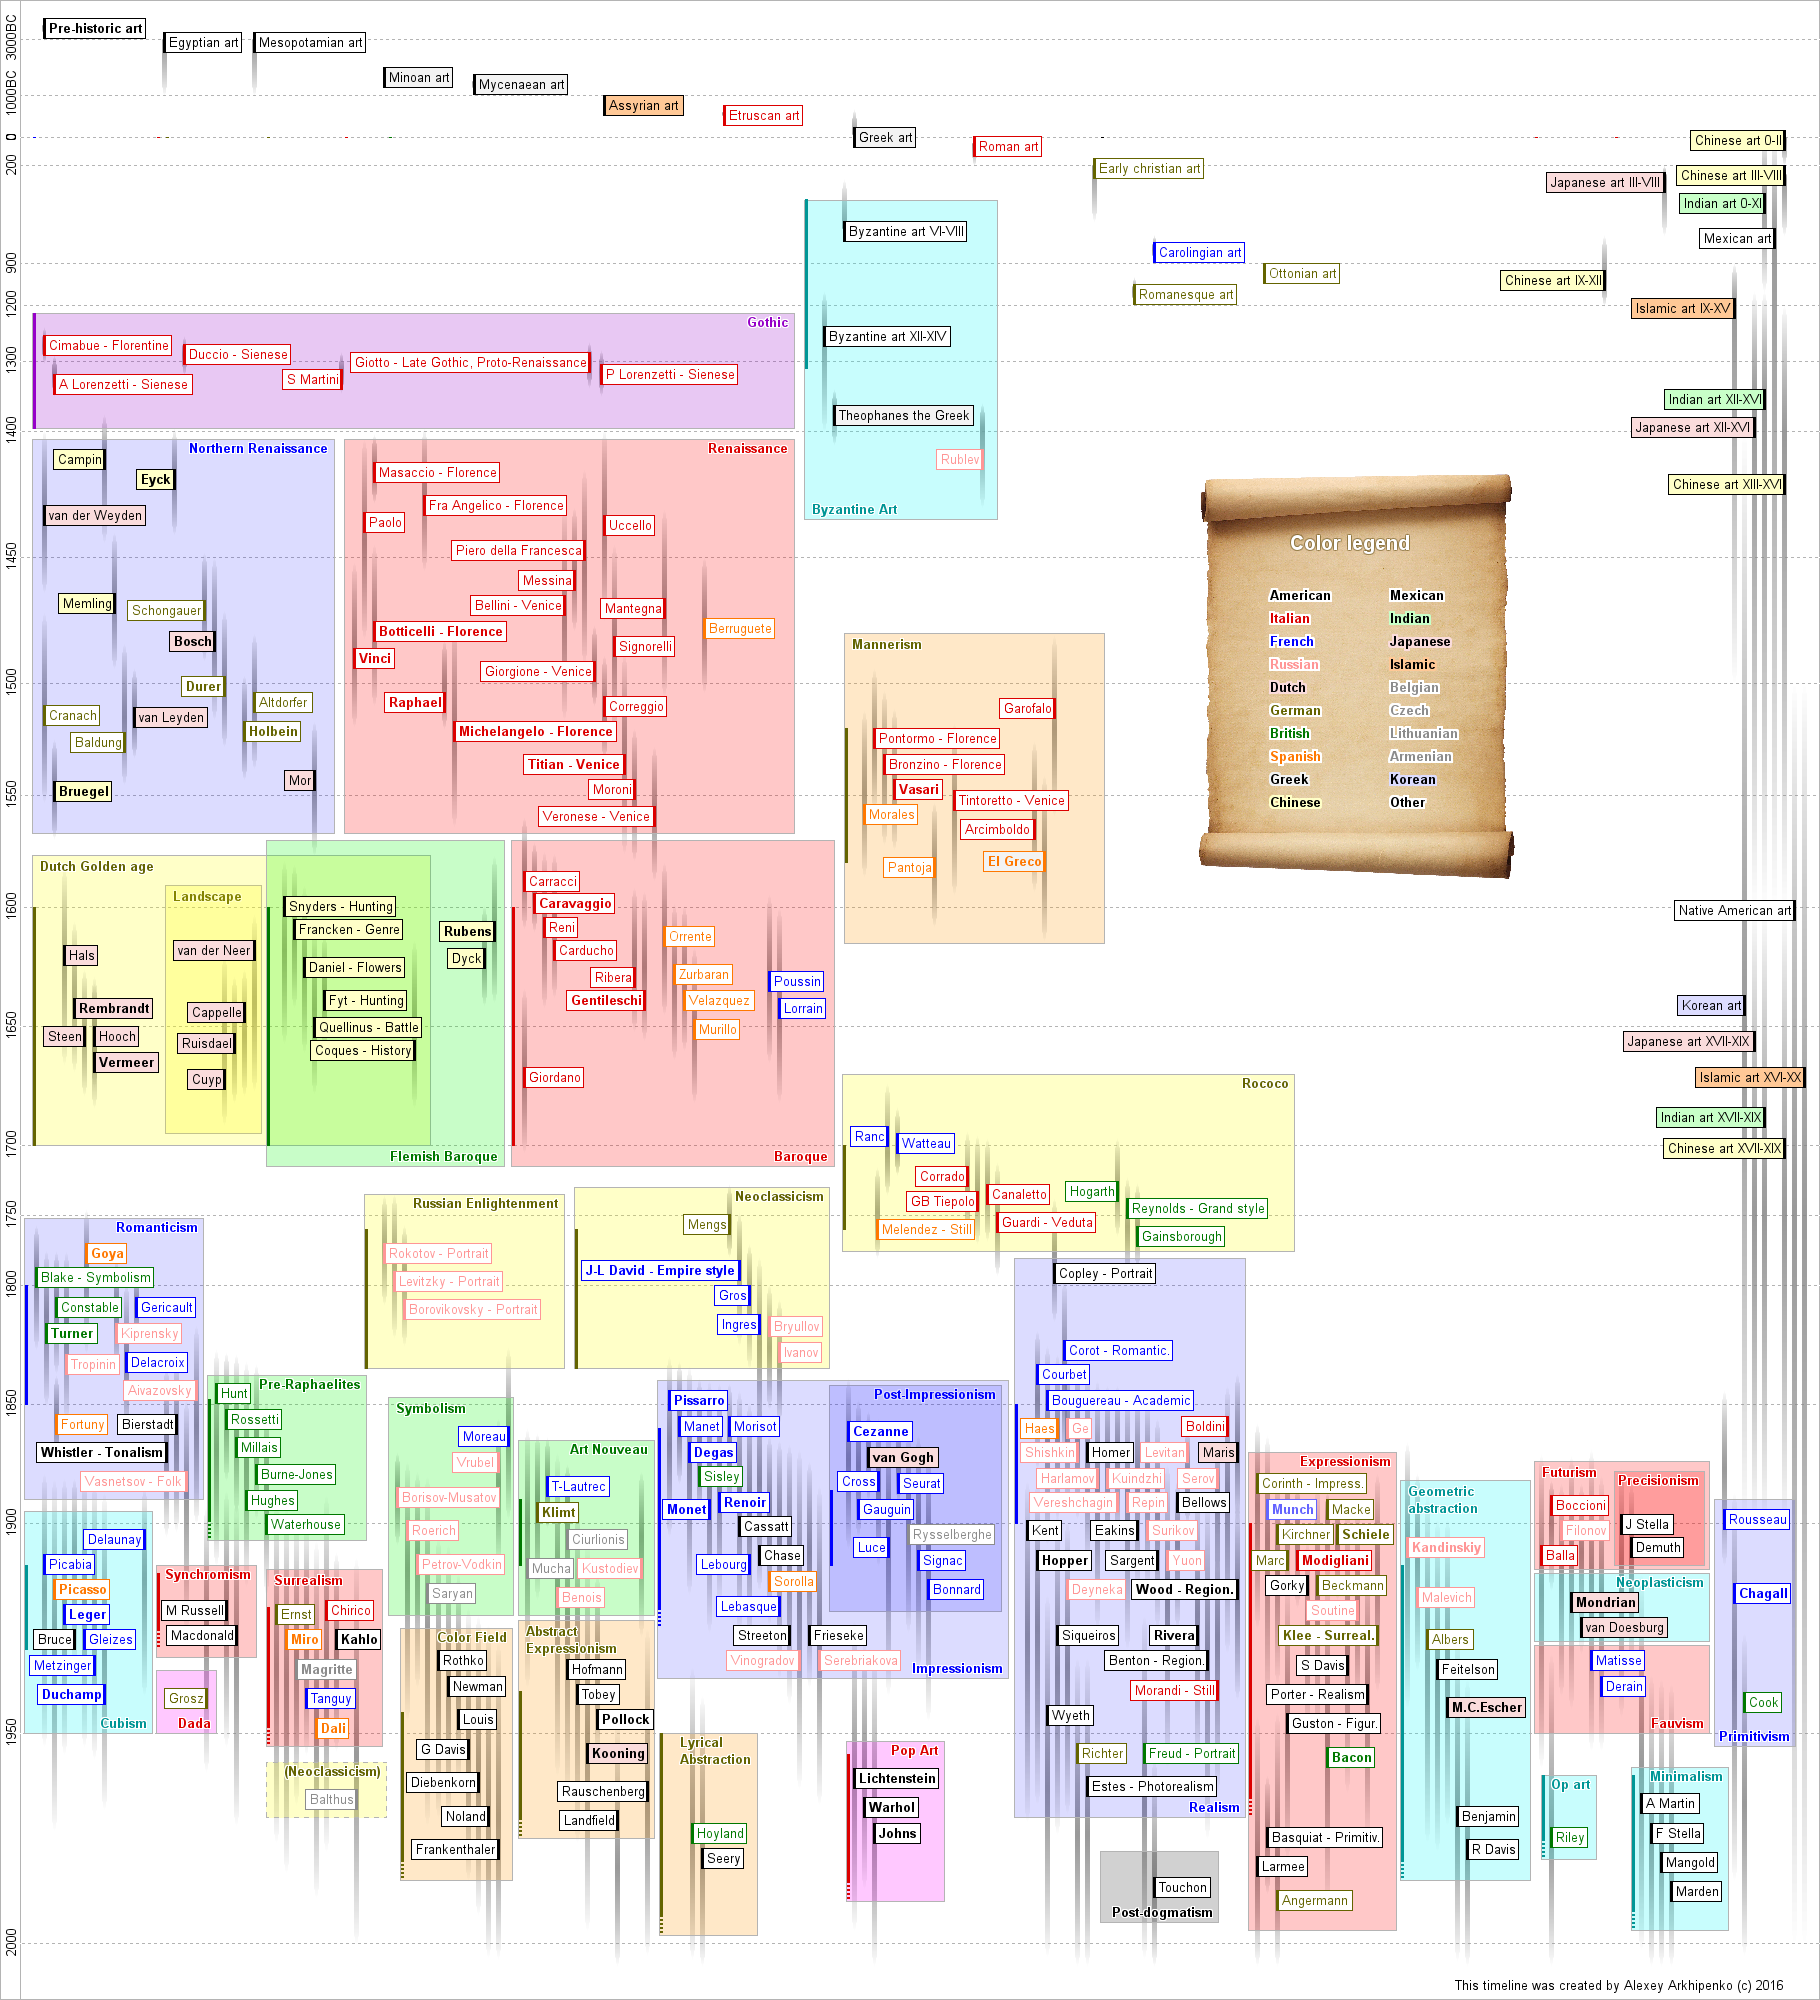 3000BC
Pre-historic art
Egyptian art
Mesopotamian art
Minoan art
Mycenaean art
1000BC
Assyrian art
Etruscan art
0
Greek art
Roman art
Chinese art 0-II
200
Early christian art
Japanese art III-VIII
Chinese art III-VIII
Indian art 0-XI
Byzantine art VI-VIII
Mexican art
900
Carolingian art
Ottonian art
Romanesque art
Chinese art IX-XII
1200
Islamic art IX-XV
Gothic
Cimabue - Florentine
Duccio - Sienese
Giotto - Late Gothic, Proto-Renaissance
A Lorenzetti - Sienese
S Martini
P Lorenzetti - Sienese
1300
Byzantine art XII-XIV
Theophanes the Greek
Rublev
Byzantine Art
Indian art XII-XVI
Japanese art XII-XVI
1400
Chinese art XIII-XVI
Northern Renaissance
Campin
Eyck
van der Weyden
Memling
Schongauer
Bosch
Durer
Cranach
van Leyden
Altdorfer
Baldung
Holbein
Mor
Bruegel
Renaissance
Masaccio - Florence
Fra Angelico - Florence
Paolo
Uccello
Piero della Francesca
Messina
Bellini - Venice
Mantegna
Botticelli - Florence
Berruguete
Signorelli
Vinci
Giorgione - Venice
Raphael
Correggio
Michelangelo - Florence
Titian - Venice
Moroni
Veronese - Venice
1450
1500
1550
Mannerism
Garofalo
Pontormo - Florence
Bronzino - Florence
Vasari
Tintoretto - Venice
Morales
Arcimboldo
El Greco
Pantoja
Color legend
American
Italian
French
Russian
Dutch
German
British
Spanish
Greek
Chinese
Mexican
Indian
Japanese
Islamic
Belgian
Czech
Lithuanian
Armenian
Korean
Other
Dutch Golden age
Landscape
Hals
van der Neer
Rembrandt
Cappelle
Steen
Hooch
Ruisdael
Vermeer
Cuyp
Snyders - Hunting
Francken - Genre
Rubens
Dyck
Daniel - Flowers
Fyt - Hunting
Quellinus - Battle
Coques - History
Flemish Baroque
Carracci
Caravaggio
Reni
Carducho
Orrente
Ribera
Zurbaran
Poussin
Gentileschi
Velazquez
Lorrain
Murillo
Giordano
Baroque
1600
1650
1700
Native American art
Korean art
Japanese art XVII-XIX
Islamic art XVI-XX
Indian art XVII-XIX
Chinese art XVII-XIX
Rococo
Ranc
Watteau
Corrado
GB Tiepolo
Canaletto
Hogarth
Melendez - Still
Guardi - Veduta
Reynolds - Grand style
Gainsborough
1750
Romanticism
Goya
Blake - Symbolism
Constable
Gericault
Turner
Kiprensky
Tropinin
Delacroix
Aivazovsky
Fortuny
Bierstadt
Whistler - Tonalism
Vasnetsov - Folk
1800
1850
Russian Enlightenment
Rokotov - Portrait
Levitzky - Portrait
Borovikovsky - Portrait
Neoclassicism
Mengs
J-L David - Empire style
Gros
Ingres
Bryullov
Ivanov
Pre-Raphaelites
Hunt
Rossetti
Millais
Burne-Jones
Hughes
Waterhouse
Symbolism
Moreau
Vrubel
Borisov-Musatov
Roerich
Petrov-Vodkin
Saryan
Art Nouveau
T-Lautrec
Klimt
Ciurlionis
Mucha
Kustodiev
Benois
Pissarro
Manet
Morisot
Degas
Sisley
Monet
Renoir
Cassatt
Chase
Lebourg
Sorolla
Lebasque
Streeton
Frieseke
Vinogradov
Serebriakova
Impressionism
Post-Impressionism
Cezanne
van Gogh
Cross
Seurat
Gauguin
Rysselberghe
Luce
Signac
Bonnard
Copley - Portrait
Corot - Romantic.
Courbet
Bouguereau - Academic
Haes
Ge
Boldini
Shishkin
Homer
Levitan
Maris
Harlamov
Kuindzhi
Serov
Vereshchagin
Repin
Bellows
Kent
Eakins
Surikov
Hopper
Sargent
Yuon
Deyneka
Wood - Region.
Siqueiros
Rivera
Benton - Region.
Morandi - Still
Wyeth
Richter
Freud - Portrait
Estes - Photorealism
Realism
Touchon
Post-dogmatism
Expressionism
Corinth - Impress.
Munch
Macke
Kirchner
Schiele
Marc
Modigliani
Gorky
Beckmann
Soutine
Klee - Surreal.
S Davis
Porter - Realism
Guston - Figur.
Bacon
Basquiat - Primitiv.
Larmee
Angermann
Geometric
abstraction
Kandinskiy
Malevich
Albers
Feitelson
M.C.Escher
Benjamin
R Davis
Futurism
Boccioni
Filonov
Balla
Precisionism
J Stella
Demuth
Neoplasticism
Mondrian
van Doesburg
Matisse
Derain
Fauvism
Rousseau
Chagall
Cook
Primitivism
1900
Delaunay
Picabia
Picasso
Leger
Bruce
Gleizes
Metzinger
Duchamp
Cubism
Synchromism
M Russell
Macdonald
Grosz
Dada
Surrealism
Ernst
Chirico
Miro
Kahlo
Magritte
Tanguy
Dali
(Neoclassicism)
Balthus
Color Field
Rothko
Newman
Louis
G Davis
Diebenkorn
Noland
Frankenthaler
Abstract
Expressionism
Hofmann
Tobey
Pollock
Kooning
Rauschenberg
Landfield
Lyrical
Abstraction
Hoyland
Seery
Pop Art
Lichtenstein
Warhol
Johns
Op art
Riley
Minimalism
A Martin
F Stella
Mangold
Marden
1950
2000
This timeline was created by Alexey Arkhipenko (c) 2016